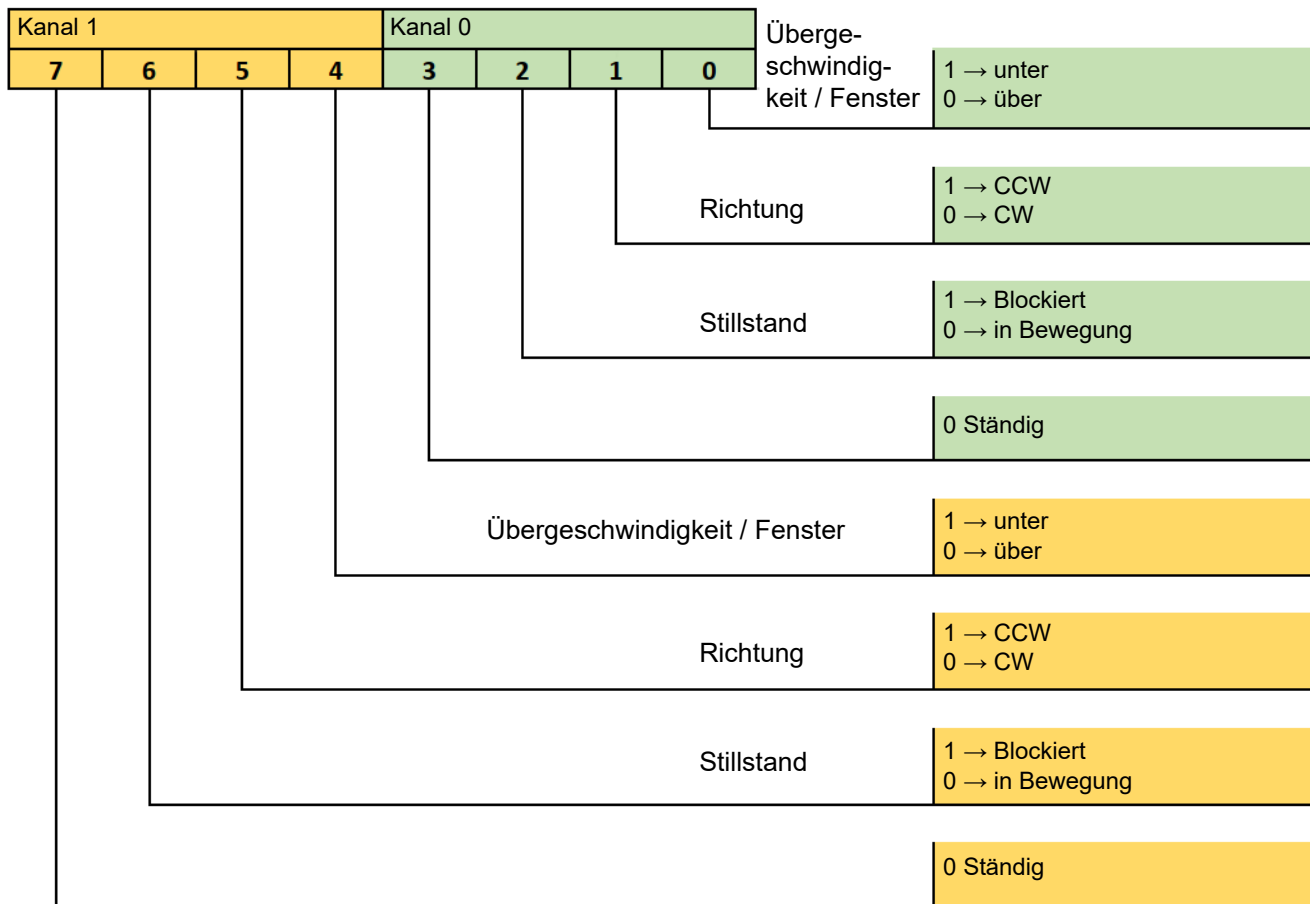 Kanal 1
Kanal 0
7 6 5 4 3 2 1 0
Überge-
schwindig-
keit / Fenster
1 → unter
0 → über
Richtung
1 → CCW
0 → CW
Stillstand
1 → Blockiert
0 → in Bewegung
0 Ständig
Übergeschwindigkeit / Fenster
1 → unter
0 → über
Richtung
1 → CCW
0 → CW
Stillstand
1 → Blockiert
0 → in Bewegung
0 Ständig